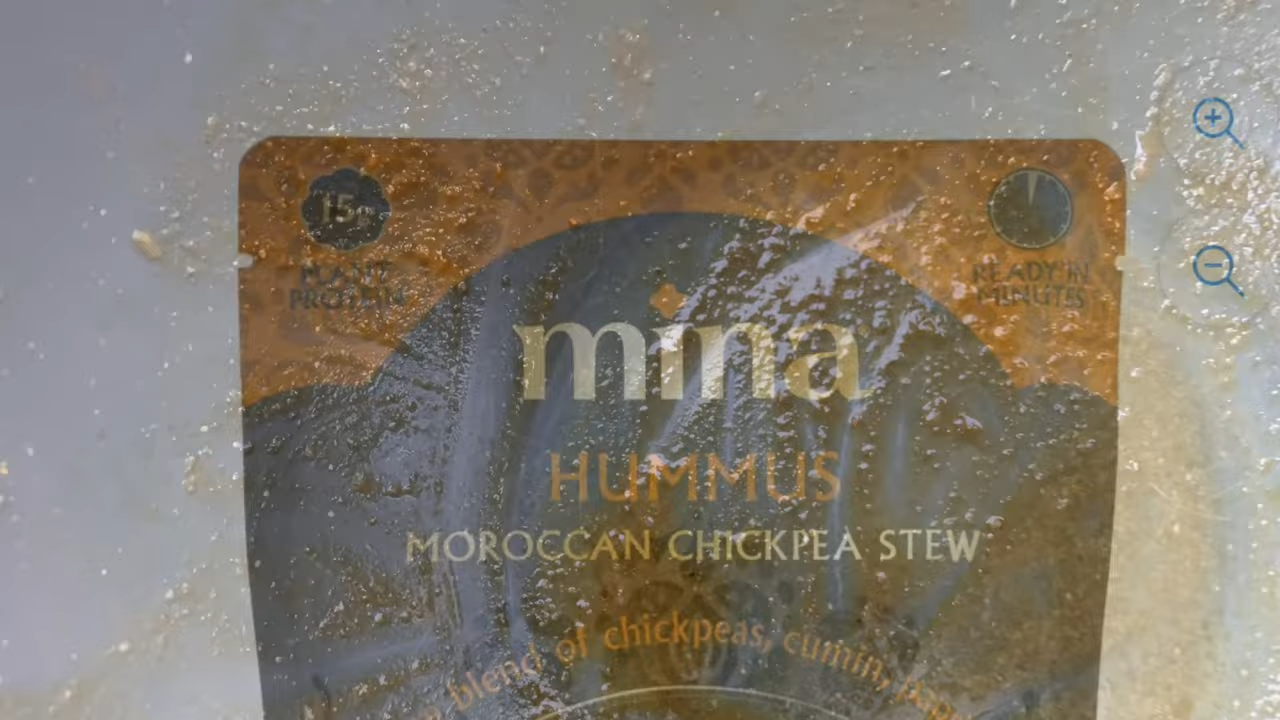 15g
PLANT
PROTEIN
READY IN
MINUTES
mina
HUMMUS
MOROCCAN CHICKPEA STEW
blend of chickpeas, cumin,